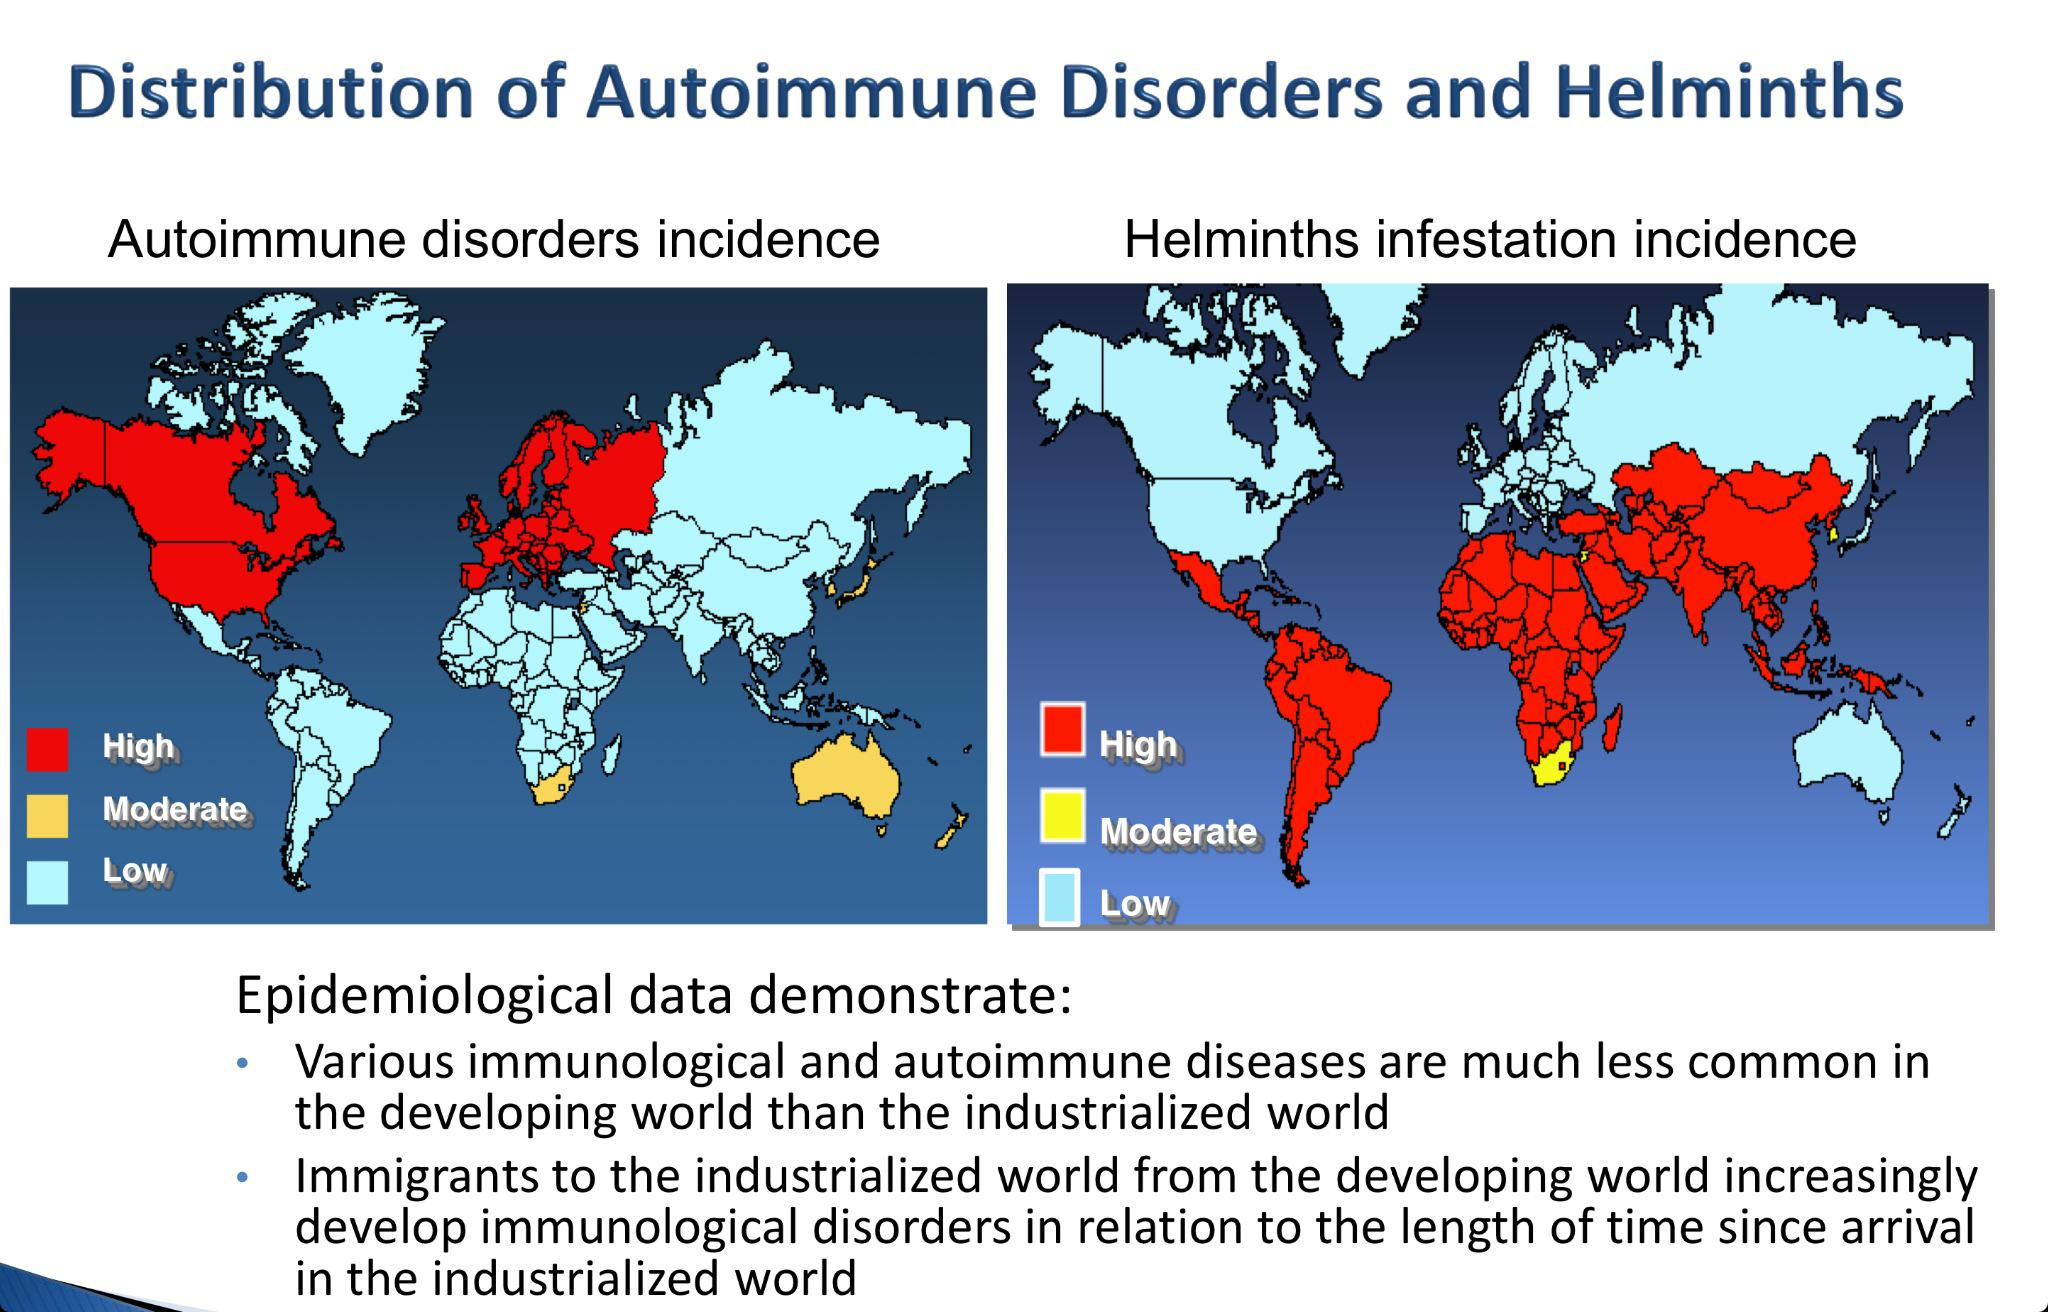 Distribution of Autoimmune Disorders and Helminths
Autoimmune disorders incidence
High
Moderate
Low
Helminths infestation incidence
High
Moderate
Low
Epidemiological data demonstrate:
• Various immunological and autoimmune diseases are much less common in
the developing world than the industrialized world
• Immigrants to the industrialized world from the developing world increasingly
develop immunological disorders in relation to the length of time since arrival
in the industrialized world